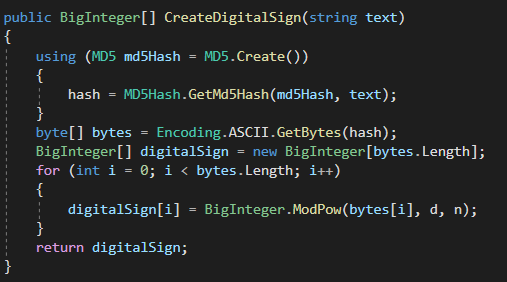 public BigInteger[] CreateDigitalSign(string text)
{
    using (MD5 md5Hash = MD5.Create())
    {
        hash = MD5Hash.GetMd5Hash(md5Hash, text);
    }
    byte[] bytes = Encoding.ASCII.GetBytes(hash);
    BigInteger[] digitalSign = new BigInteger[bytes.Length];
    for (int i = 0; i < bytes.Length; i++)
    {
        digitalSign[i] = BigInteger.ModPow(bytes[i], d, n);
    }
    return digitalSign;
}